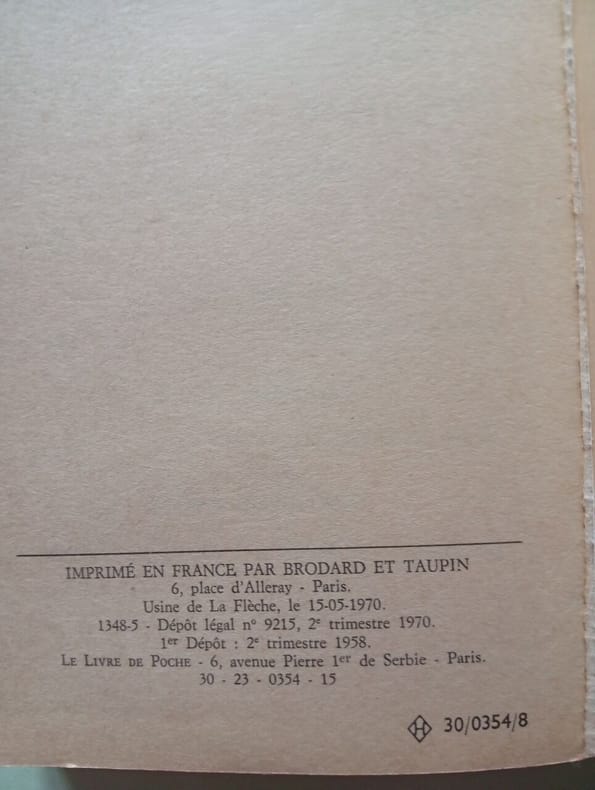 IMPRIMÉ EN FRANCE PAR BRODARD ET TAUPIN
6, place d'Alleray - Paris.
Usine de La Flèche, le 15-05-1970.
1348-5 - Dépôt légal nº 9215, 2e trimestre 1970.
1er Dépôt : 2e trimestre 1958.
LE LIVRE DE POCHE - 6, avenue Pierre 1er de Serbie - Paris.
30 - 23 - 0354 - 15
H 30/0354/8